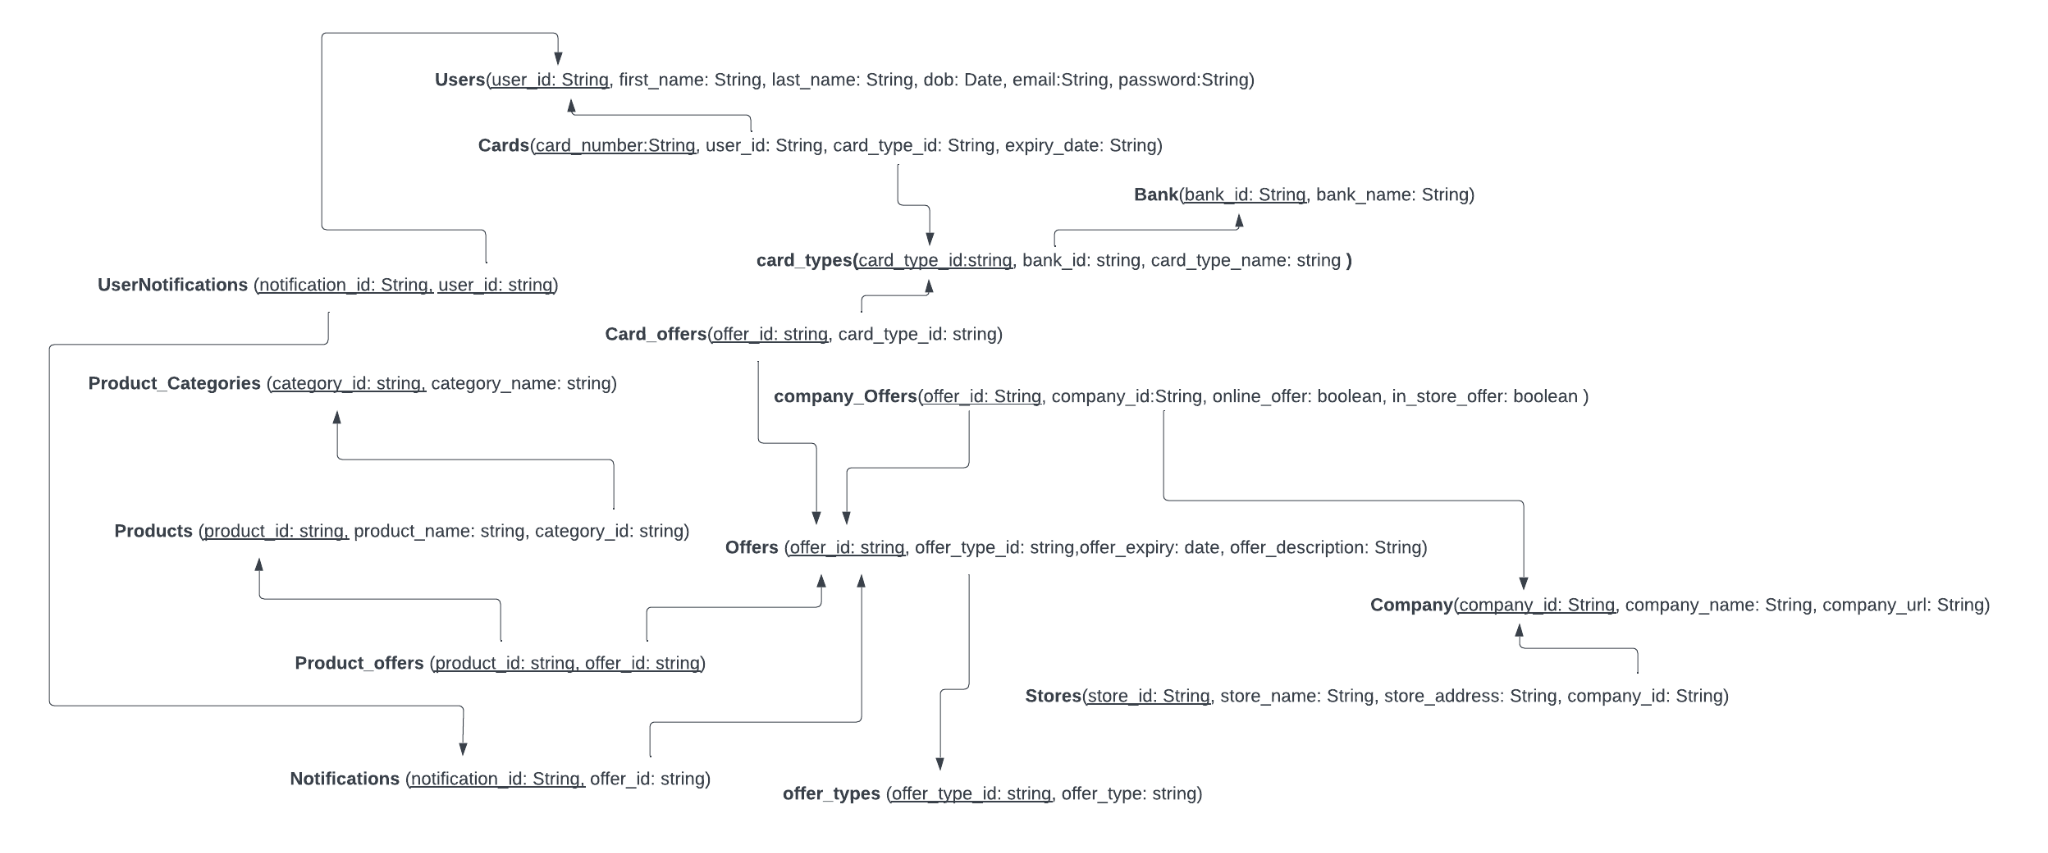 Users(user_id: String, first_name: String, last_name: String, dob: Date, email:String, password:String)
Cards(card_number:String, user_id: String, card_type_id: String, expiry_date: String)
Bank(bank_id: String, bank_name: String)
card_types(card_type_id:string, bank_id: string, card_type_name: string )
UserNotifications (notification_id: String, user_id: string)
Card_offers(offer_id: string, card_type_id: string)
Product_Categories (category_id: string, category_name: string)
company_Offers(offer_id: String, company_id:String, online_offer: boolean, in_store_offer: boolean )
Products (product_id: string, product_name: string, category_id: string)
Offers (offer_id: string, offer_type_id: string,offer_expiry: date, offer_description: String)
Company(company_id: String, company_name: String, company_url: String)
Product_offers (product_id: string, offer_id: string)
Stores(store_id: String, store_name: String, store_address: String, company_id: String)
Notifications (notification_id: String, offer_id: string)
offer_types (offer_type_id: string, offer_type: string)